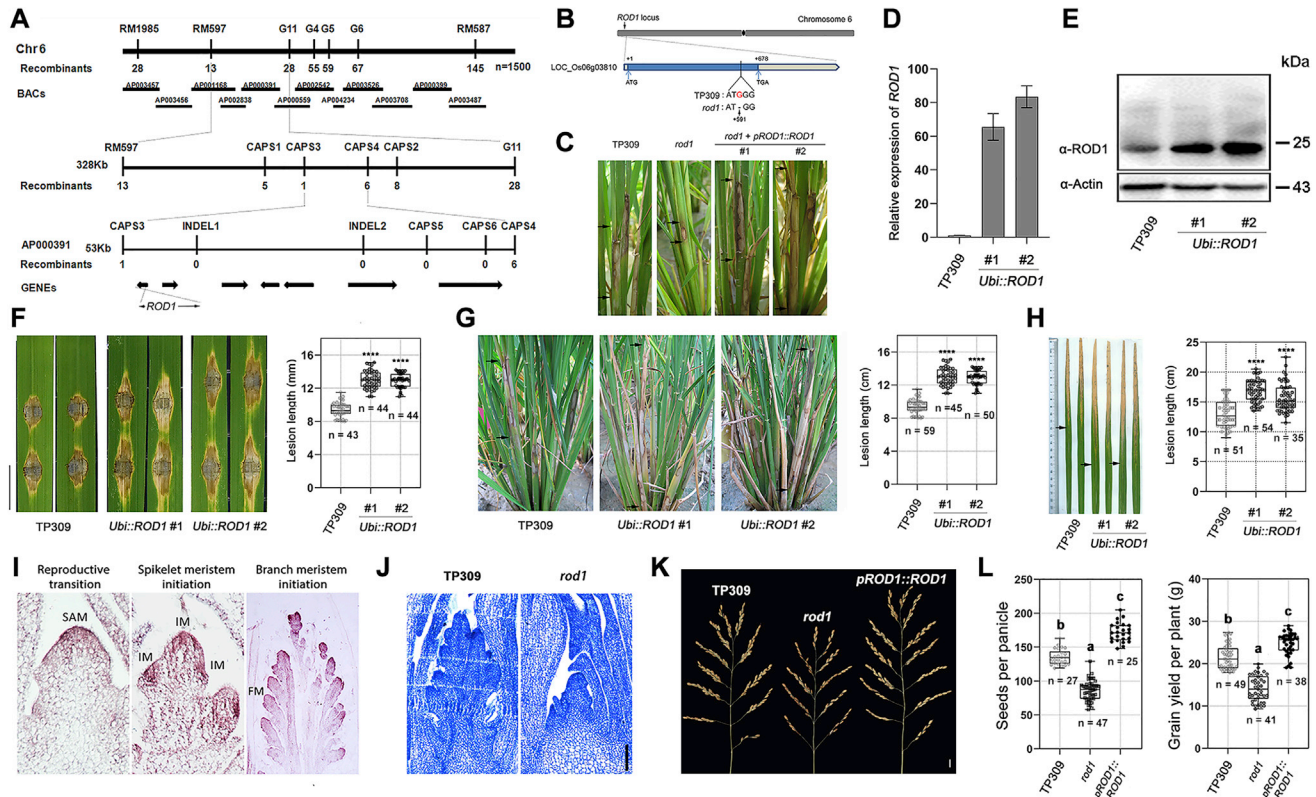 A
RM1985 RM597 G11 G4 G5 G6 RM587
Chr6
Recombinants 28 13 28 55 59 67 145 n=1500
BACs
AP003457 AP001168 AP000391 AP002542 AP003526 AP000399
AP003456 AP002838 AP000559 AP004234 AP003708 AP003487
RM597 CAPS1 CAPS3 CAPS4 CAPS2 G11
328Kb
Recombinants
13 5 1 6 8 28
CAPS3 INDEL1 INDEL2 CAPS5 CAPS6 CAPS4
AP000391 53Kb
Recombinants 1 0 0 0 0 6
GENEs
ROD1
B
ROD1 locus
Chromosome 6
LOC_Os06g03810
+1 +678
ATG TGA
TP309 : ATGGG
rod1 : AT - GG
+591
C
TP309 rod1 rod1 + pROD1::ROD1
#1 #2
D
Relative expression of ROD1
100
80
60
40
20
0
TP309 #1 #2
Ubi::ROD1
E
kDa
α-ROD1 25
α-Actin 43
TP309 #1 #2
Ubi::ROD1
F
TP309 Ubi::ROD1 #1 Ubi::ROD1 #2
Lesion length (mm)
15
12
9
6
3
0
**** ****
n = 44 n = 44
n = 43
TP309 #1 #2
Ubi::ROD1
G
TP309 Ubi::ROD1 #1 Ubi::ROD1 #2
Lesion length (cm)
16
12
8
4
0
**** ****
n = 45 n = 50
n = 59
TP309 #1 #2
Ubi::ROD1
H
TP309 #1 #2
Ubi::ROD1
Lesion length (cm)
25
20
15
10
5
0
**** ****
n = 54 n = 35
n = 51
TP309 #1 #2
Ubi::ROD1
I
Reproductive transition
Spikelet meristem initiation
Branch meristem initiation
SAM
IM
IM
IM
FM
J
TP309 rod1
K
TP309
rod1
pROD1::ROD1
L
Seeds per panicle
250
200
150
100
50
0
b a c
n = 27
n = 47
n = 25
TP309 rod1 pROD1::ROD1
Grain yield per plant (g)
40
30
20
10
0
b a c
n = 49
n = 41
n = 38
TP309 rod1 pROD1::ROD1